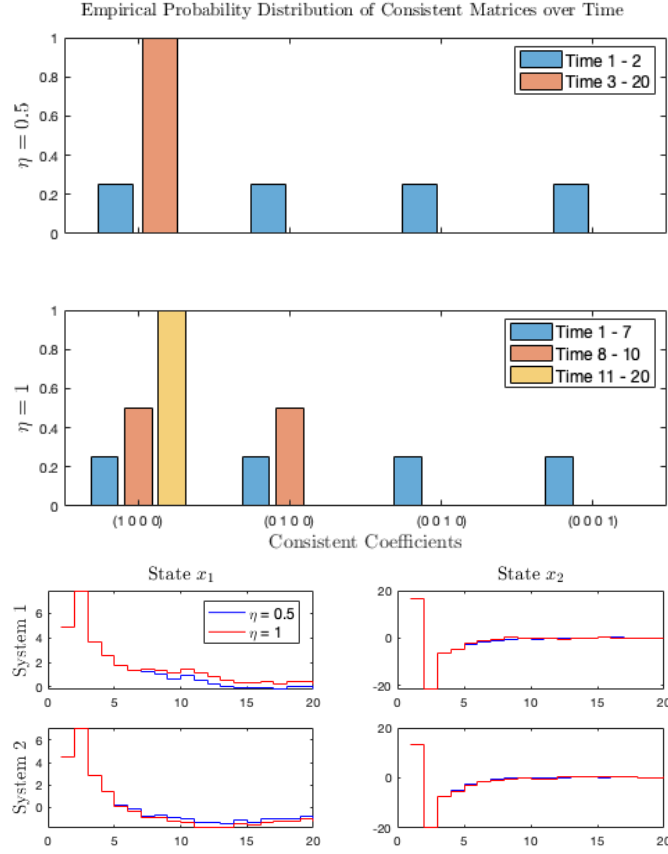 Empirical Probability Distribution of Consistent Matrices over Time
1
0.8
0.6
0.4
0.2
0
η = 0.5
Time 1 - 2
Time 3 - 20
1
0.8
0.6
0.4
0.2
0
η = 1
Time 1 - 7
Time 8 - 10
Time 11 - 20
(1 0 0 0) (0 1 0 0) (0 0 1 0) (0 0 0 1)
Consistent Coefficients
State x₁ State x₂
System 1
6
4
2
0
η = 0.5
η = 1
0 5 10 15 20
20
0
-20
0 5 10 15 20
System 2
6
4
2
0
0 5 10 15 20
20
0
-20
0 5 10 15 20